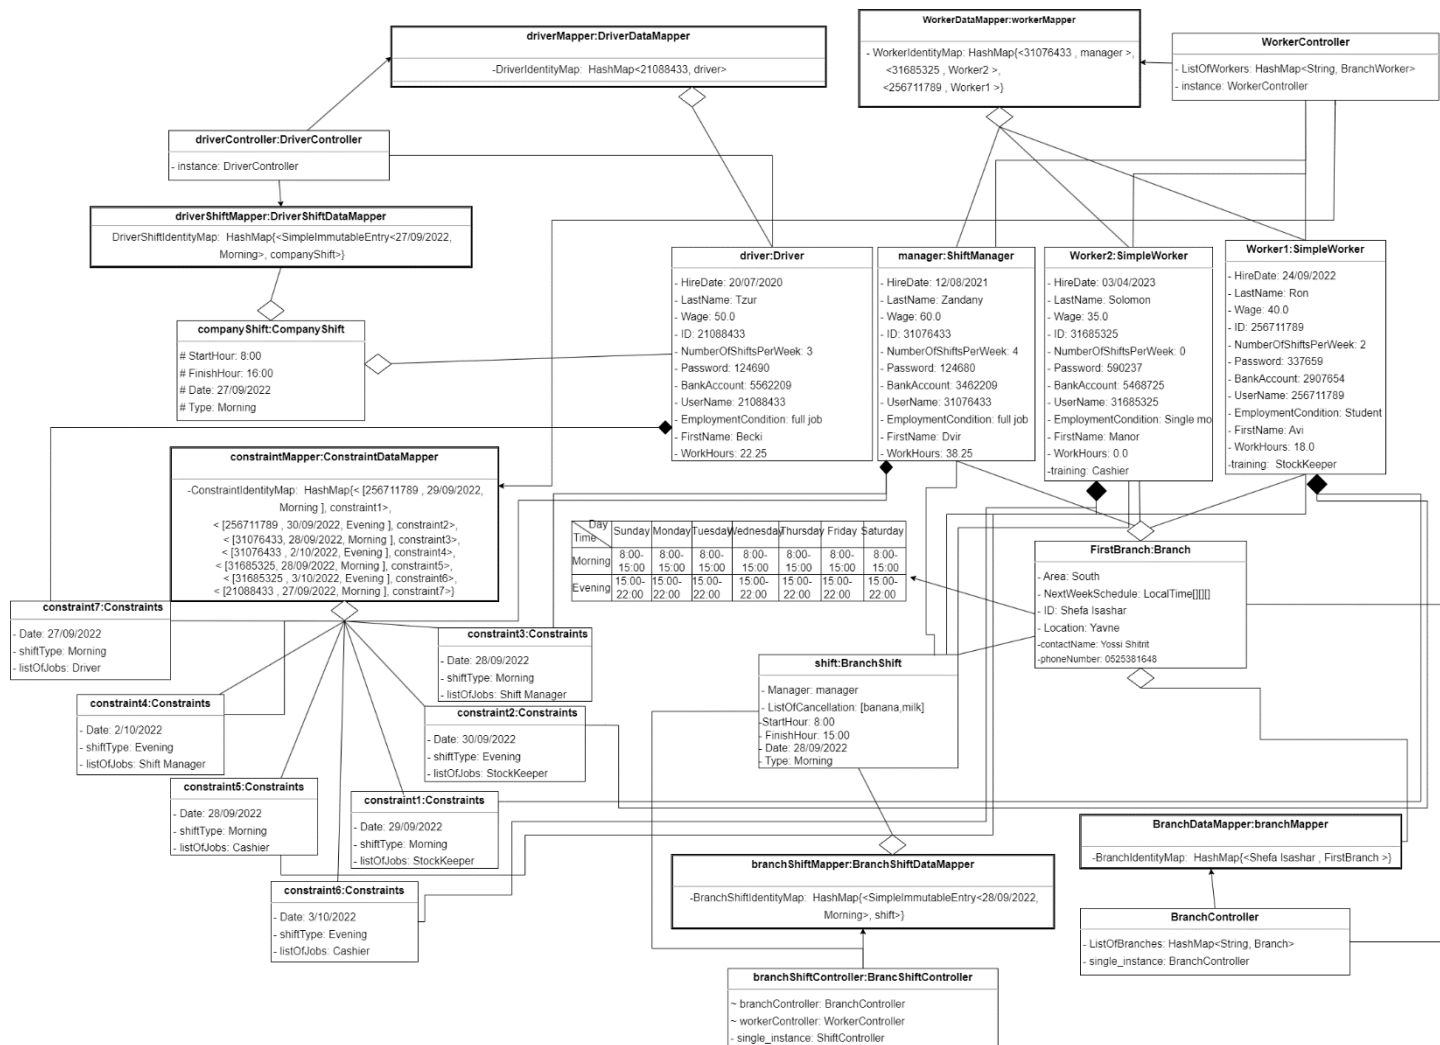 driverMapper:DriverDataMapper
-DriverIdentityMap: HashMap<21088433, driver>
WorkerDataMapper:workerMapper
- WorkerIdentityMap: HashMap{<31076433 , manager >,
<31685325 , Worker2 >,
<256711789 , Worker1 >}
WorkerController
- ListOfWorkers: HashMap<String, BranchWorker>
- instance: WorkerController
driverController:DriverController
- instance: DriverController
driverShiftMapper:DriverShiftDataMapper
DriverShiftIdentityMap: HashMap{<SimpleImmutableEntry<27/09/2022,
Morning>, companyShift>}
companyShift:CompanyShift
# StartHour: 8:00
# FinishHour: 16:00
# Date: 27/09/2022
# Type: Morning
driver:Driver
- HireDate: 20/07/2020
- LastName: Tzur
- Wage: 50.0
- ID: 21088433
- NumberOfShiftsPerWeek: 3
- Password: 124690
- BankAccount: 5562209
- UserName: 21088433
- EmploymentCondition: full job
- FirstName: Becki
- WorkHours: 22.25
manager:ShiftManager
- HireDate: 12/08/2021
- LastName: Zandany
- Wage: 60.0
- ID: 31076433
- NumberOfShiftsPerWeek: 4
- Password: 124680
- BankAccount: 3462209
- UserName: 31076433
- EmploymentCondition: full job
- FirstName: Dvir
- WorkHours: 38.25
Worker2:SimpleWorker
- HireDate: 03/04/2023
- LastName: Solomon
- Wage: 35.0
- ID: 31685325
- NumberOfShiftsPerWeek: 0
- Password: 590237
- BankAccount: 5468725
- UserName: 31685325
- EmploymentCondition: Single mo
- FirstName: Manor
- WorkHours: 0.0
-training: Cashier
Worker1:SimpleWorker
- HireDate: 24/09/2022
- LastName: Ron
- Wage: 40.0
- ID: 256711789
- NumberOfShiftsPerWeek: 2
- Password: 337659
- BankAccount: 2907654
- UserName: 256711789
- EmploymentCondition: Student
- FirstName: Avi
- WorkHours: 18.0
-training: StockKeeper
constraintMapper:ConstraintDataMapper
-ConstraintIdentityMap: HashMap{< [256711789 , 29/09/2022,
Morning ], constraint1>,
< [256711789 , 30/09/2022, Evening ], constraint2>,
< [31076433, 28/09/2022, Morning ], constraint3>,
< [31076433 , 2/10/2022, Evening ], constraint4>,
< [31685325, 28/09/2022, Morning ], constraint5>,
< [31685325 , 3/10/2022, Evening ], constraint6>,
< [21088433 , 27/09/2022, Morning ], constraint7>}
Day Sunday Monday Tuesday Wednesday Thursday Friday Saturday
Time
Morning 8:00-15:00 8:00-15:00 8:00-15:00 8:00-15:00 8:00-15:00 8:00-15:00 8:00-15:00
Evening 15:00-22:00 15:00-22:00 15:00-22:00 15:00-22:00 15:00-22:00 15:00-22:00 15:00-22:00
FirstBranch:Branch
- Area: South
- NextWeekSchedule: LocalTime[][][]
- ID: Shefa Isashar
- Location: Yavne
-contactName: Yossi Shitrit
-phoneNumber: 0525381648
constraint7:Constraints
- Date: 27/09/2022
- shiftType: Morning
- listOfJobs: Driver
constraint3:Constraints
- Date: 28/09/2022
- shiftType: Morning
- listOfJobs: Shift Manager
constraint4:Constraints
- Date: 2/10/2022
- shiftType: Evening
- listOfJobs: Shift Manager
constraint2:Constraints
- Date: 30/09/2022
- shiftType: Evening
- listOfJobs: StockKeeper
shift:BranchShift
- Manager: manager
- ListOfCancellation: [banana,milk]
-StartHour: 8:00
- FinishHour: 15:00
- Date: 28/09/2022
- Type: Morning
constraint5:Constraints
- Date: 28/09/2022
- shiftType: Morning
- listOfJobs: Cashier
constraint1:Constraints
- Date: 29/09/2022
- shiftType: Morning
- listOfJobs: StockKeeper
constraint6:Constraints
- Date: 3/10/2022
- shiftType: Evening
- listOfJobs: Cashier
branchShiftMapper:BranchShiftDataMapper
-BranchShiftIdentityMap: HashMap{<SimpleImmutableEntry<28/09/2022,
Morning>, shift>}
BranchDataMapper:branchMapper
-BranchIdentityMap: HashMap{<Shefa Isashar , FirstBranch >}
BranchController
- ListOfBranches: HashMap<String, Branch>
- single_instance: BranchController
branchShiftController:BrancShiftController
~ branchController: BranchController
~ workerController: WorkerController
- single_instance: ShiftController